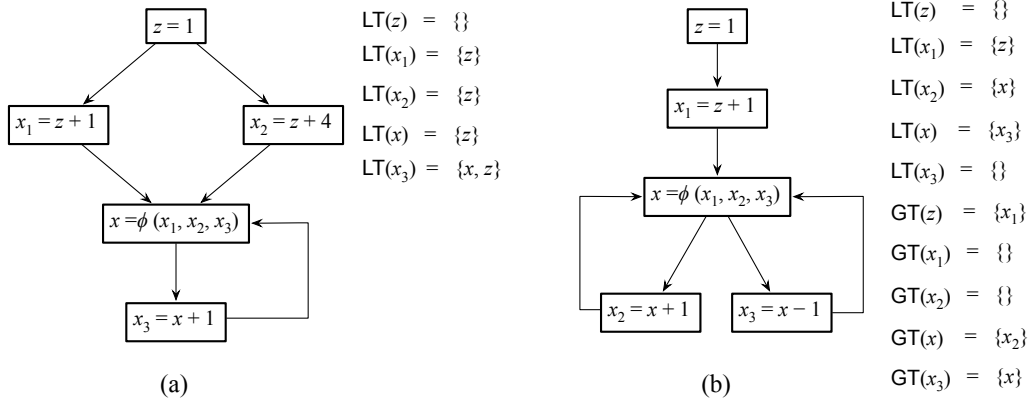 z = 1
x₁ = z + 1
x₂ = z + 4
x =ϕ (x₁, x₂, x₃)
x₃ = x + 1
(a)
LT(z) = {}
LT(x₁) = {z}
LT(x₂) = {z}
LT(x) = {z}
LT(x₃) = {x, z}
z = 1
x₁ = z + 1
x =ϕ (x₁, x₂, x₃)
x₂ = x + 1
x₃ = x − 1
(b)
LT(z) = {}
LT(x₁) = {z}
LT(x₂) = {x}
LT(x) = {x₃}
LT(x₃) = {}
GT(z) = {x₁}
GT(x₁) = {}
GT(x₂) = {}
GT(x) = {x₂}
GT(x₃) = {x}